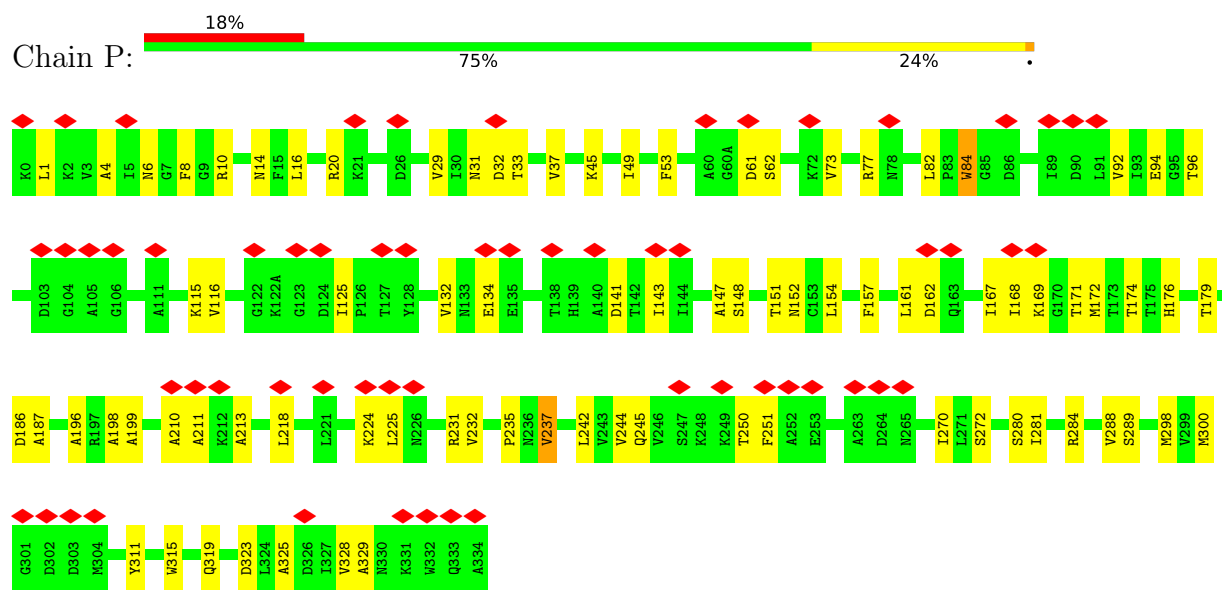 18%
Chain P:
75% 24% •
K0 L1 K2 V3 A4 I5 N6 G7 F8 G9 R10 N14 F15 L16 R20 K21 D26 V29 I30 N31 D32 T33 V37 K45 I49 F53 A60 G60A D61 S62 K72 V73 R77 N78 L82 P83 W84 G85 D86 I89 D90 L91 V92 I93 E94 G95 T96
D103 G104 A105 G106 A111 K115 V116 G122 K122A G123 D124 I125 P126 T127 Y128 V132 N133 E134 E135 T138 H139 A140 D141 T142 I143 I144 A147 S148 T151 N152 C153 L154 F157 L161 D162 Q163 I167 I168 K169 G170 T171 M172 T173 T174 T175 H176 T179
D186 A187 A196 R197 A198 A199 A210 A211 K212 A213 L218 L221 K224 L225 N226 R231 V232 P235 N236 V237 L242 V243 V244 Q245 V246 S247 K248 K249 T250 F251 A252 E253 A263 D264 N265 I270 L271 S272 S280 I281 R284 V288 S289 M298 V299 M300
G301 D302 D303 M304 Y311 W315 Q319 D323 L324 A325 D326 I327 V328 A329 N330 K331 W332 Q333 A334